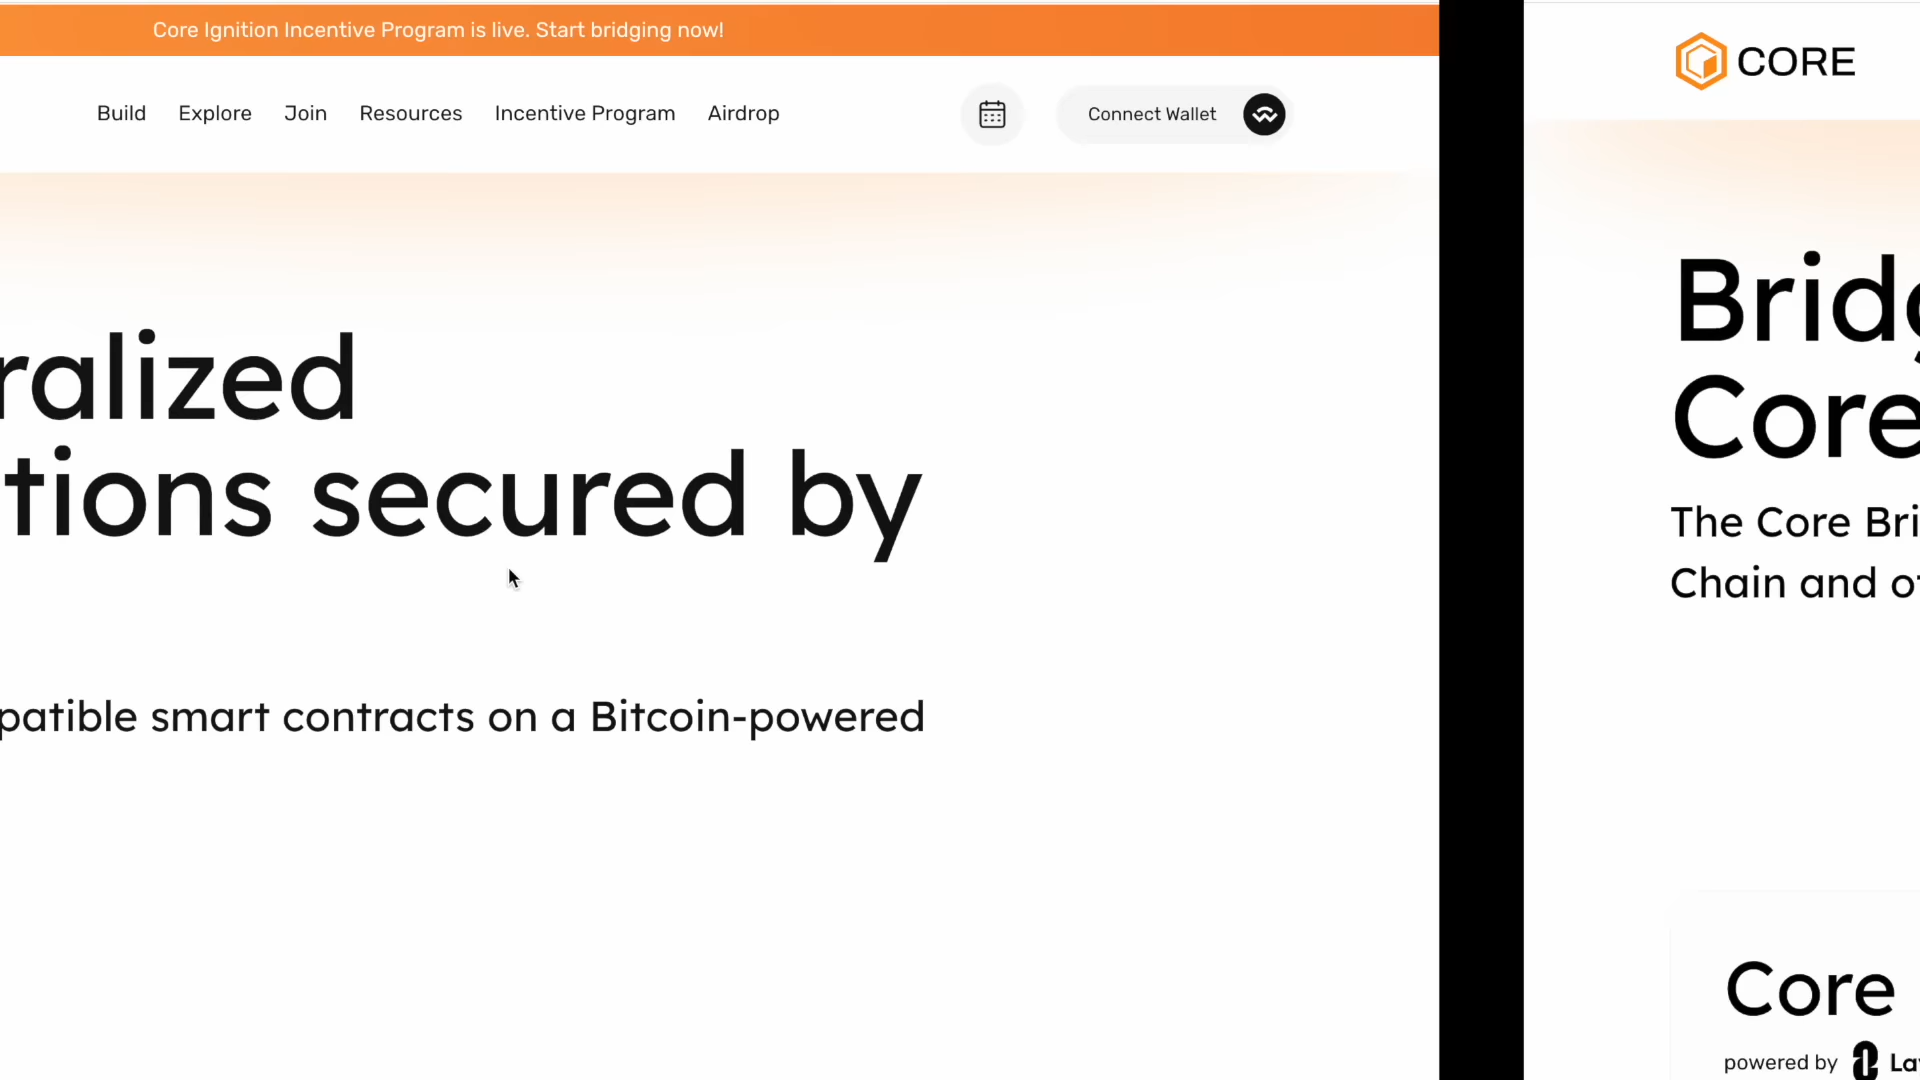 Core Ignition Incentive Program is live. Start bridging now!
Build Explore Join Resources Incentive Program Airdrop
Connect Wallet
ralized
tions secured by
patible smart contracts on a Bitcoin-powered
CORE
Bridg
Core
The Core Bri
Chain and o
Core
powered by La